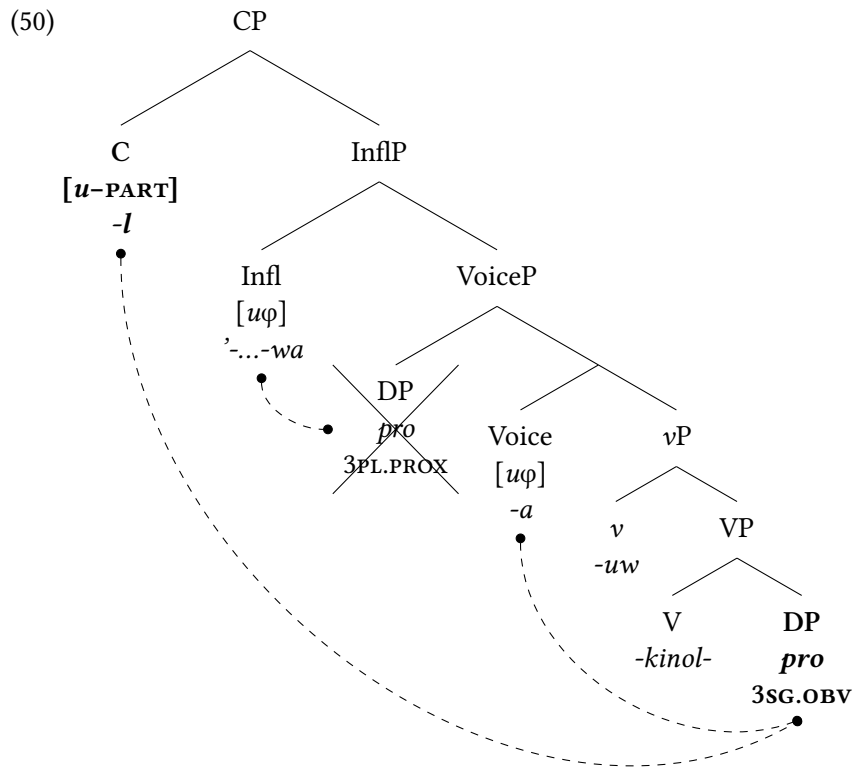 (50) CP
C InflP
[u–PART]
-l
Infl VoiceP
[uφ]
’-…-wa
DP
pro Voice vP
3PL.PROX [uφ]
-a
v VP
-uw
V DP
-kinol- pro
3SG.OBV